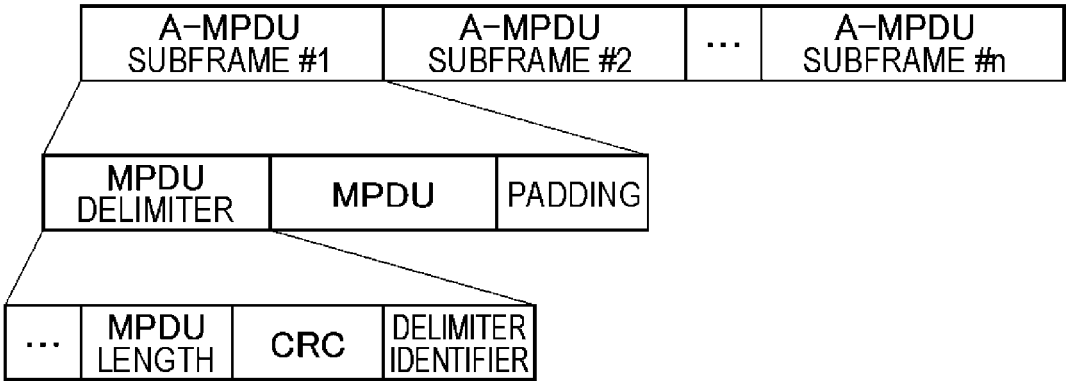 A-MPDU
SUBFRAME #1
A-MPDU
SUBFRAME #2
...
A-MPDU
SUBFRAME #n
MPDU
DELIMITER
MPDU
PADDING
...
MPDU
LENGTH
CRC
DELIMITER
IDENTIFIER